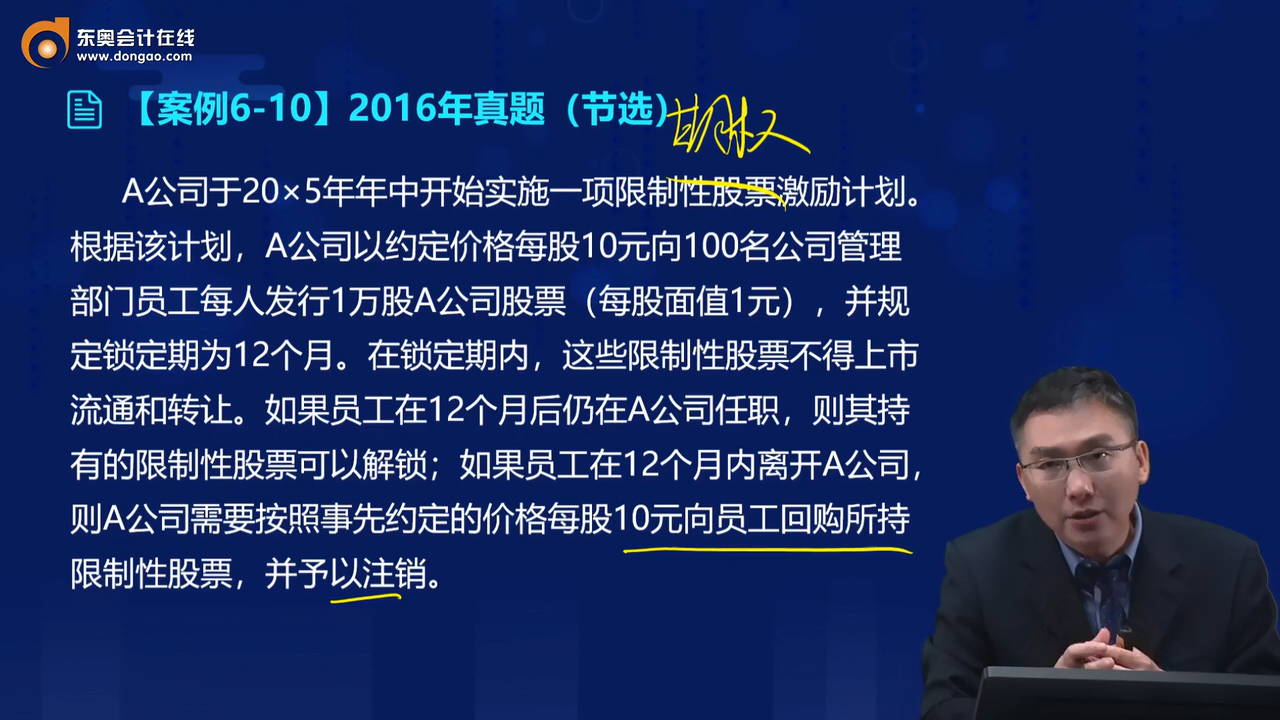 东奥会计在线
www.dongao.com
【案例6-10】2016年真题（节选）
A公司于20×5年年中开始实施一项限制性股票激励计划。
根据该计划，A公司以约定价格每股10元向100名公司管理
部门员工每人发行1万股A公司股票（每股面值1元），并规
定锁定期为12个月。在锁定期内，这些限制性股票不得上市
流通和转让。如果员工在12个月后仍在A公司任职，则其持
有的限制性股票可以解锁；如果员工在12个月内离开A公司，
则A公司需要按照事先约定的价格每股10元向员工回购所持
限制性股票，并予以注销。